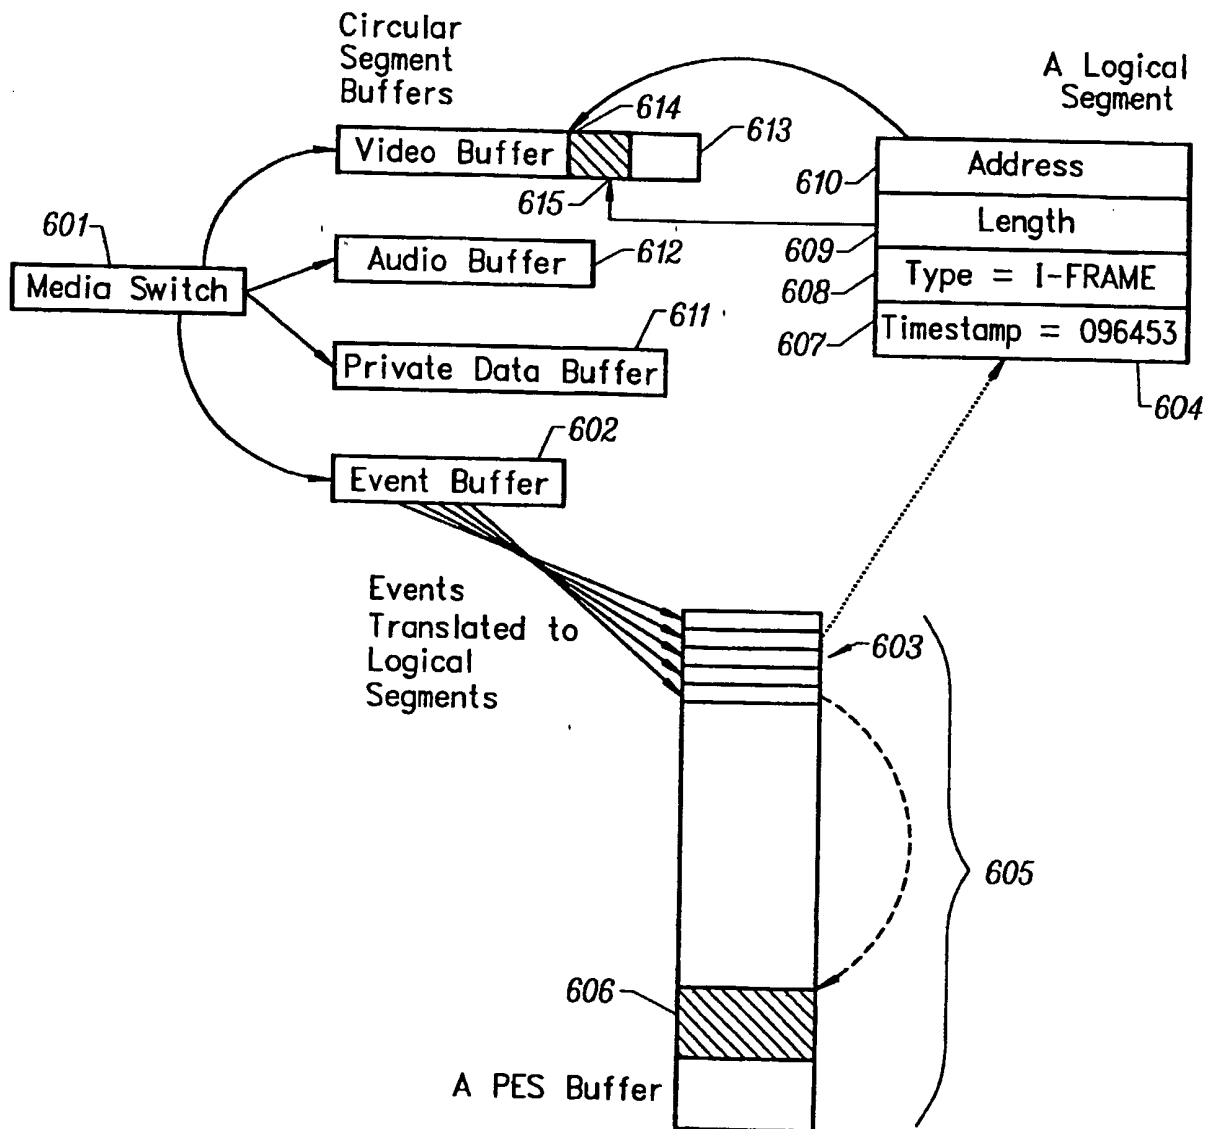 Circular
Segment
Buffers
A Logical
Segment
614
613
Video Buffer
615
610
Address
609
Length
608
Type = I-FRAME
607
Timestamp = 096453
604
601
Media Switch
Audio Buffer
612
611
Private Data Buffer
602
Event Buffer
Events
Translated to
Logical
Segments
603
605
606
A PES Buffer